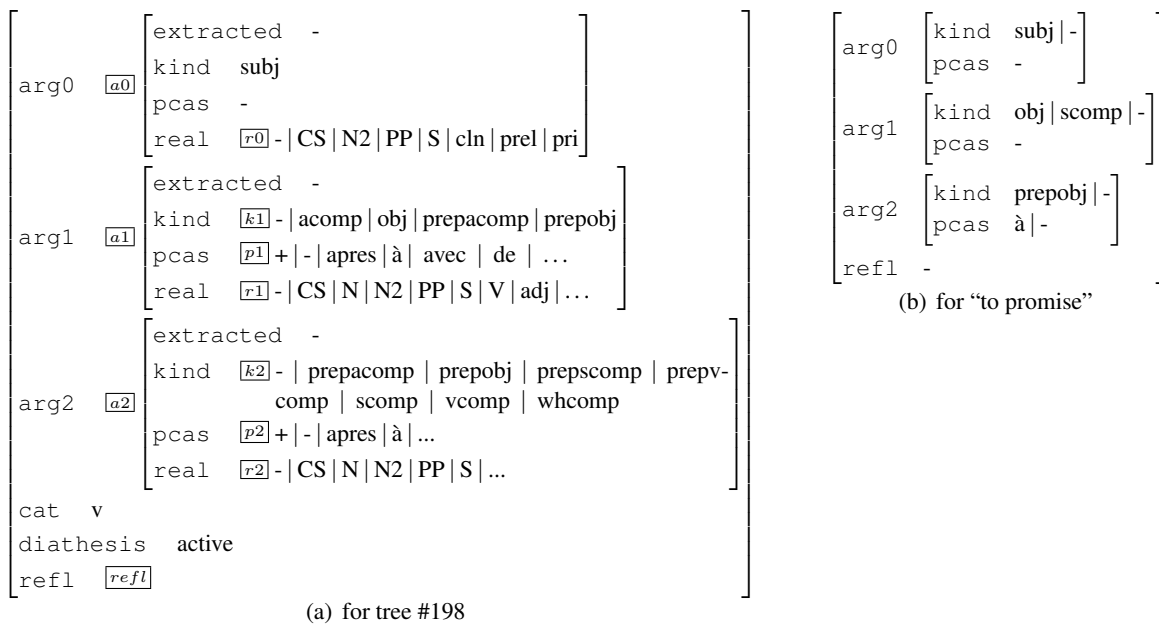 extracted -
kind subj
arg0 a0
pcas -
real r0 - | CS | N2 | PP | S | cln | prel | pri
extracted -
kind k1 - | acomp | obj | prepacomp | prepobj
arg1 a1
pcas p1 + | - | apres | à | avec | de | …
real r1 - | CS | N | N2 | PP | S | V | adj | …
extracted -
kind k2 - | prepacomp | prepobj | prepscomp | prepv-
comp | scomp | vcomp | whcomp
arg2 a2
pcas p2 + | - | apres | à | ...
real r2 - | CS | N | N2 | PP | S | ...
cat v
diathesis active
refl refl
(a) for tree #198
kind subj | -
arg0
pcas -
kind obj | scomp | -
arg1
pcas -
kind prepobj | -
arg2
pcas à | -
refl -
(b) for “to promise”